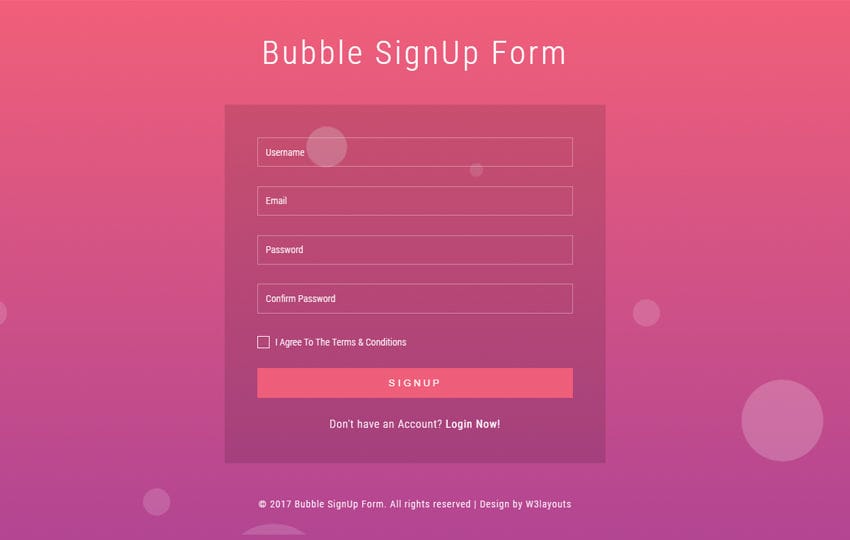 Bubble SignUp Form
Username
Email
Password
Confirm Password
I Agree To The Terms & Conditions
SIGNUP
Don't have an Account? Login Now!
© 2017 Bubble SignUp Form. All rights reserved | Design by W3layouts